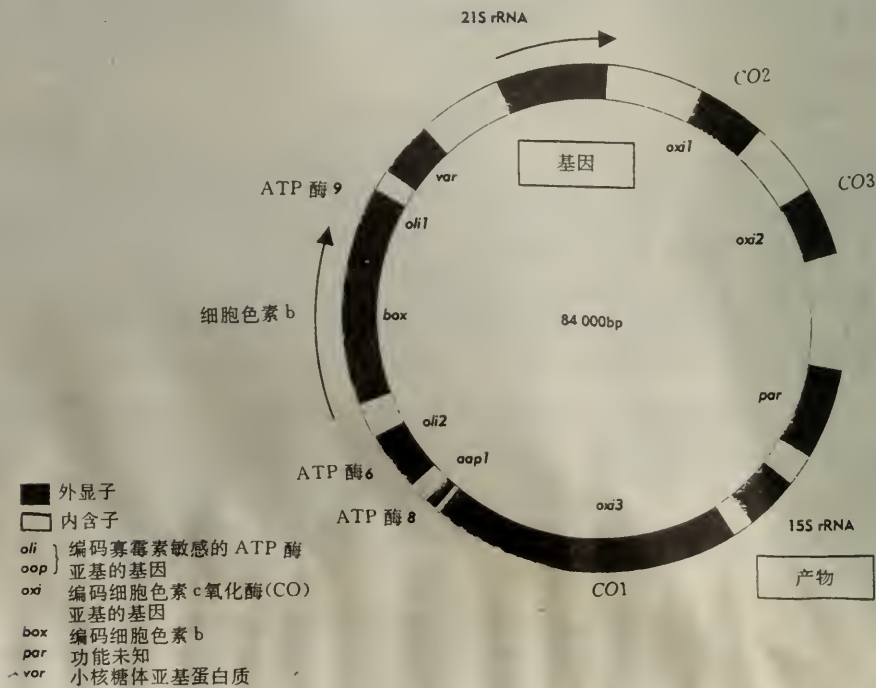 21S rRNA
CO2
oxi1
基因
CO3
var
ATP 酶 9
oli1
oxi2
细胞色素 b
box
84 000bp
par
oli2
aap1
ATP 酶6
oxi3
ATP 酶 8
15S rRNA
CO1
产物
外显子
内含子
oli 编码寡霉素敏感的 ATP 酶
aap 亚基的基因
oxi 编码细胞色素 c 氧化酶(CO)
亚基的基因
box 编码细胞色素 b
par 功能未知
var 小核糖体亚基蛋白质